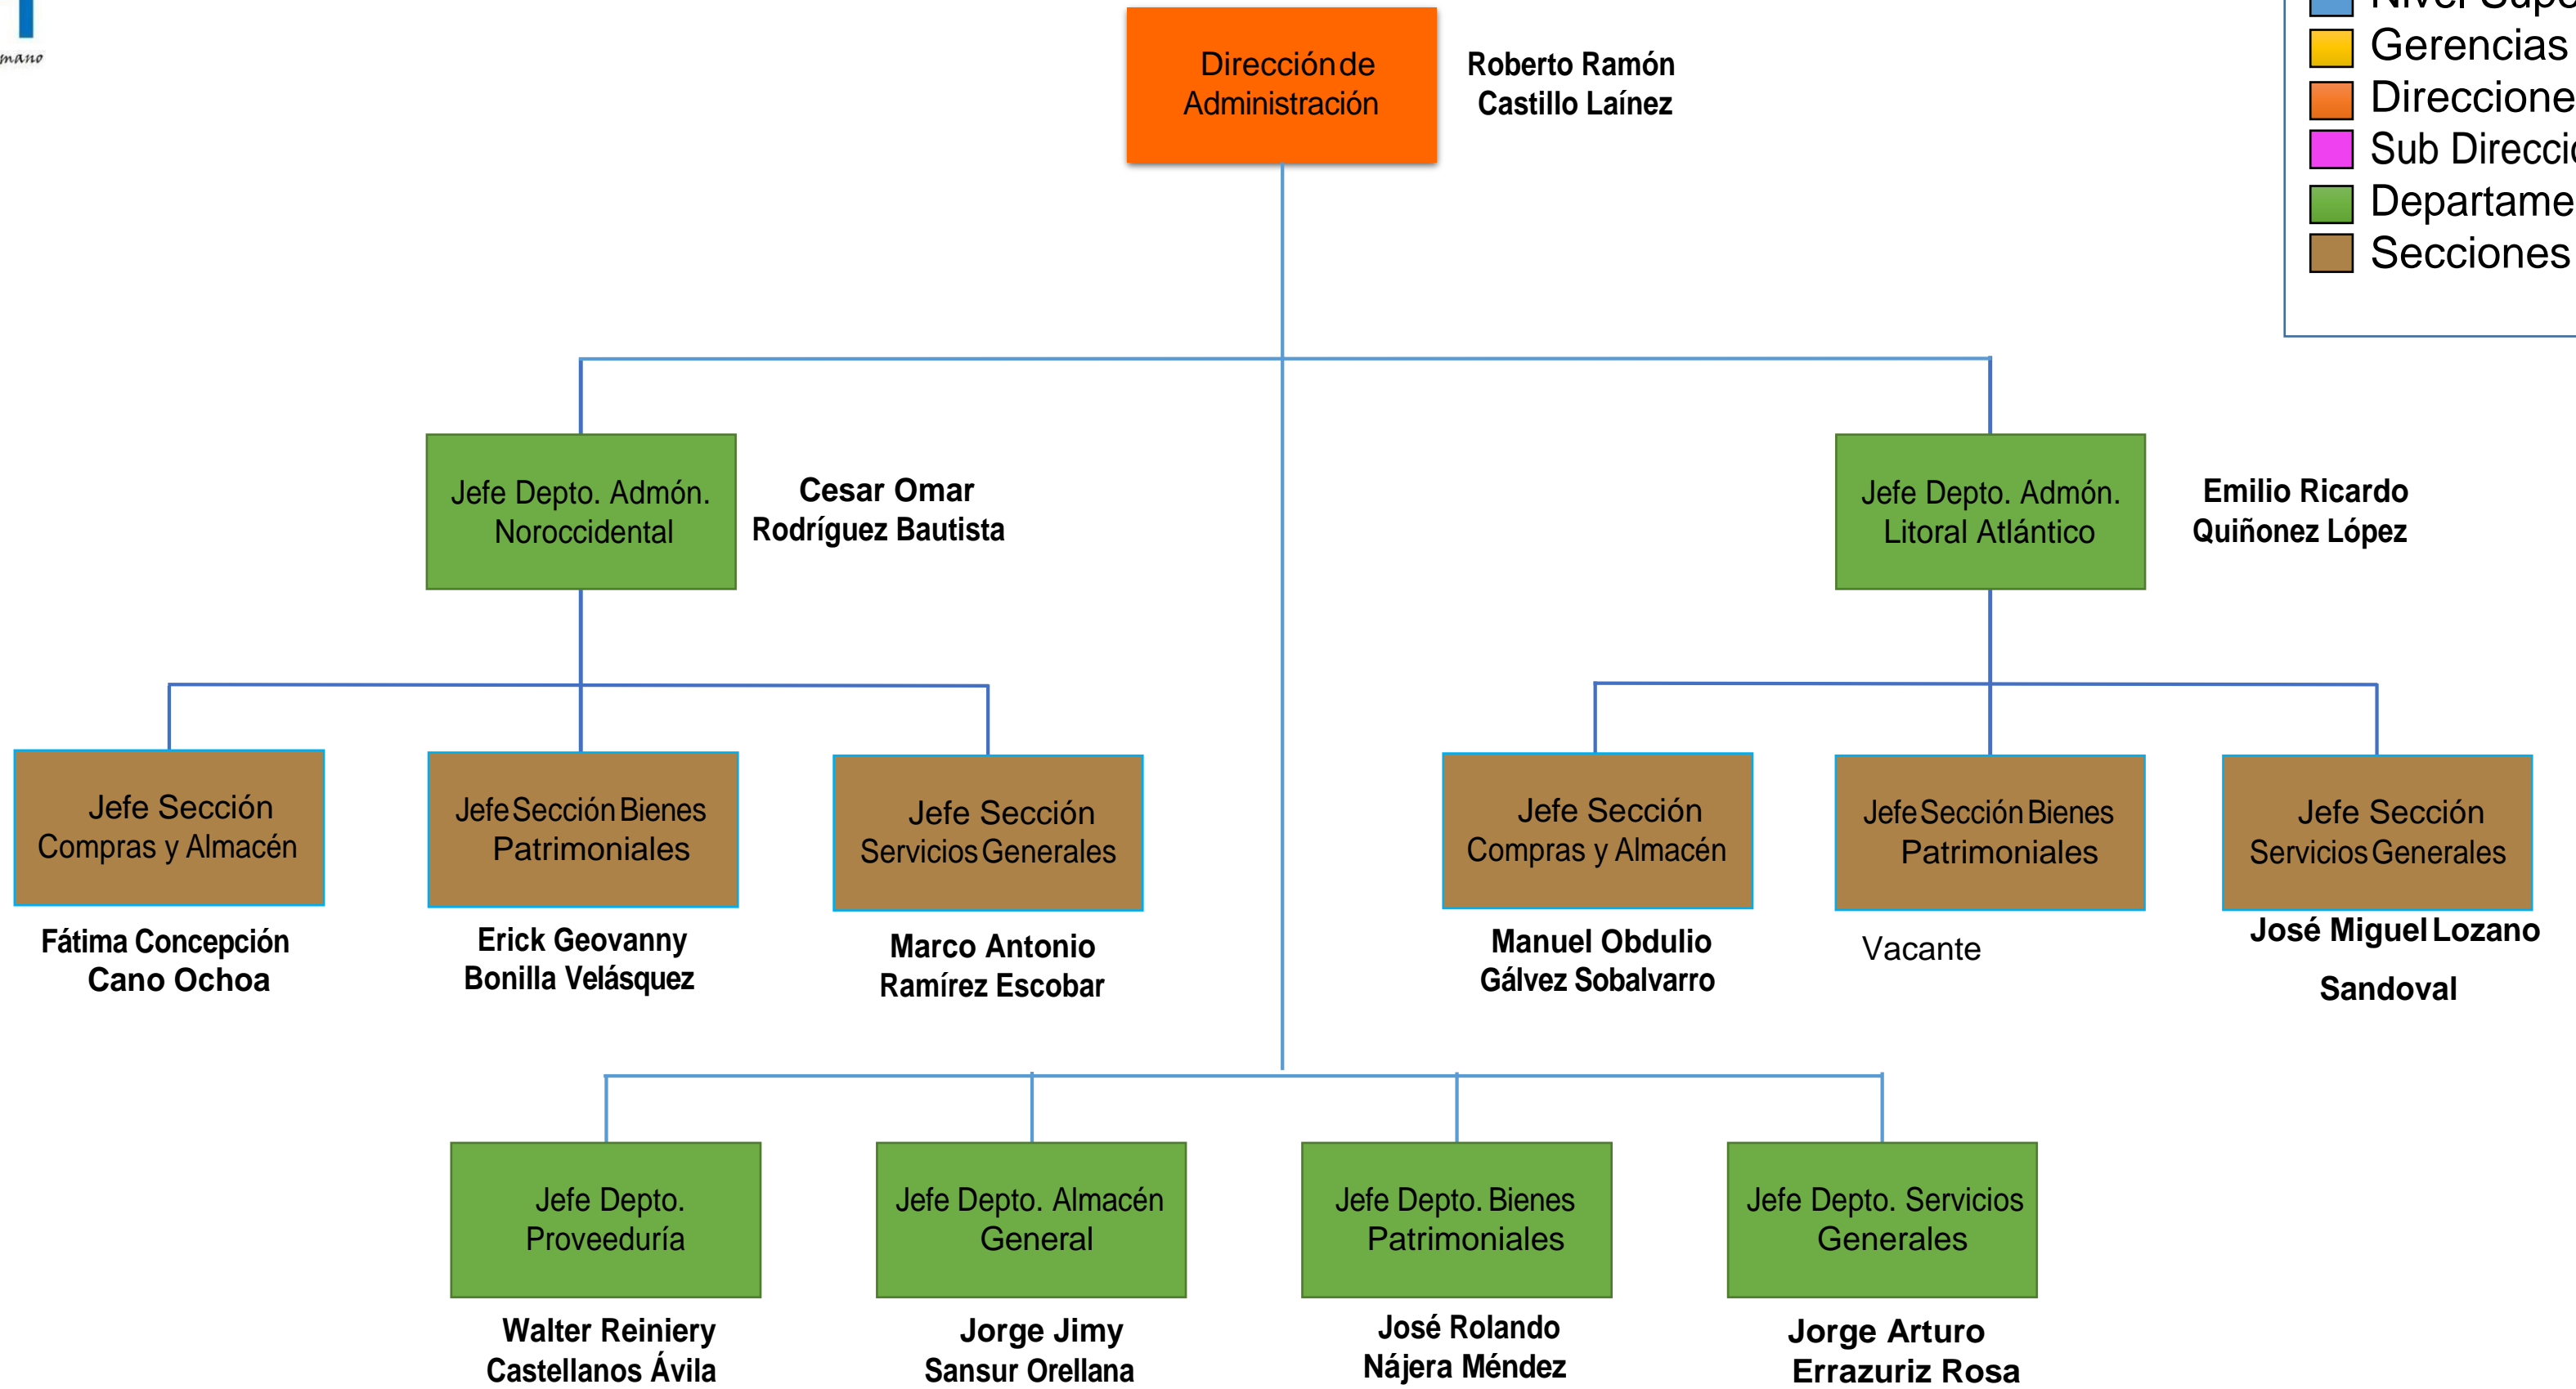 Gerencias
Secciones
Dirección de
Administración
Roberto Ramón
Castillo Laínez
Jefe Depto. Admón.
Noroccidental
Cesar Omar
Rodríguez Bautista
Jefe Depto. Admón.
Litoral Atlántico
Emilio Ricardo
Quiñonez López
Jefe Sección
Compras y Almacén
Fátima Concepción
Cano Ochoa
Jefe Sección Bienes
Patrimoniales
Erick Geovanny
Bonilla Velásquez
Jefe Sección
Servicios Generales
Marco Antonio
Ramírez Escobar
Jefe Sección
Compras y Almacén
Manuel Obdulio
Gálvez Sobalvarro
Jefe Sección Bienes
Patrimoniales
Vacante
Jefe Sección
Servicios Generales
José Miguel Lozano
Sandoval
Jefe Depto.
Proveeduría
Walter Reiniery
Castellanos Ávila
Jefe Depto. Almacén
General
Jorge Jimy
Sansur Orellana
Jefe Depto. Bienes
Patrimoniales
José Rolando
Nájera Méndez
Jefe Depto. Servicios
Generales
Jorge Arturo
Errazuriz Rosa